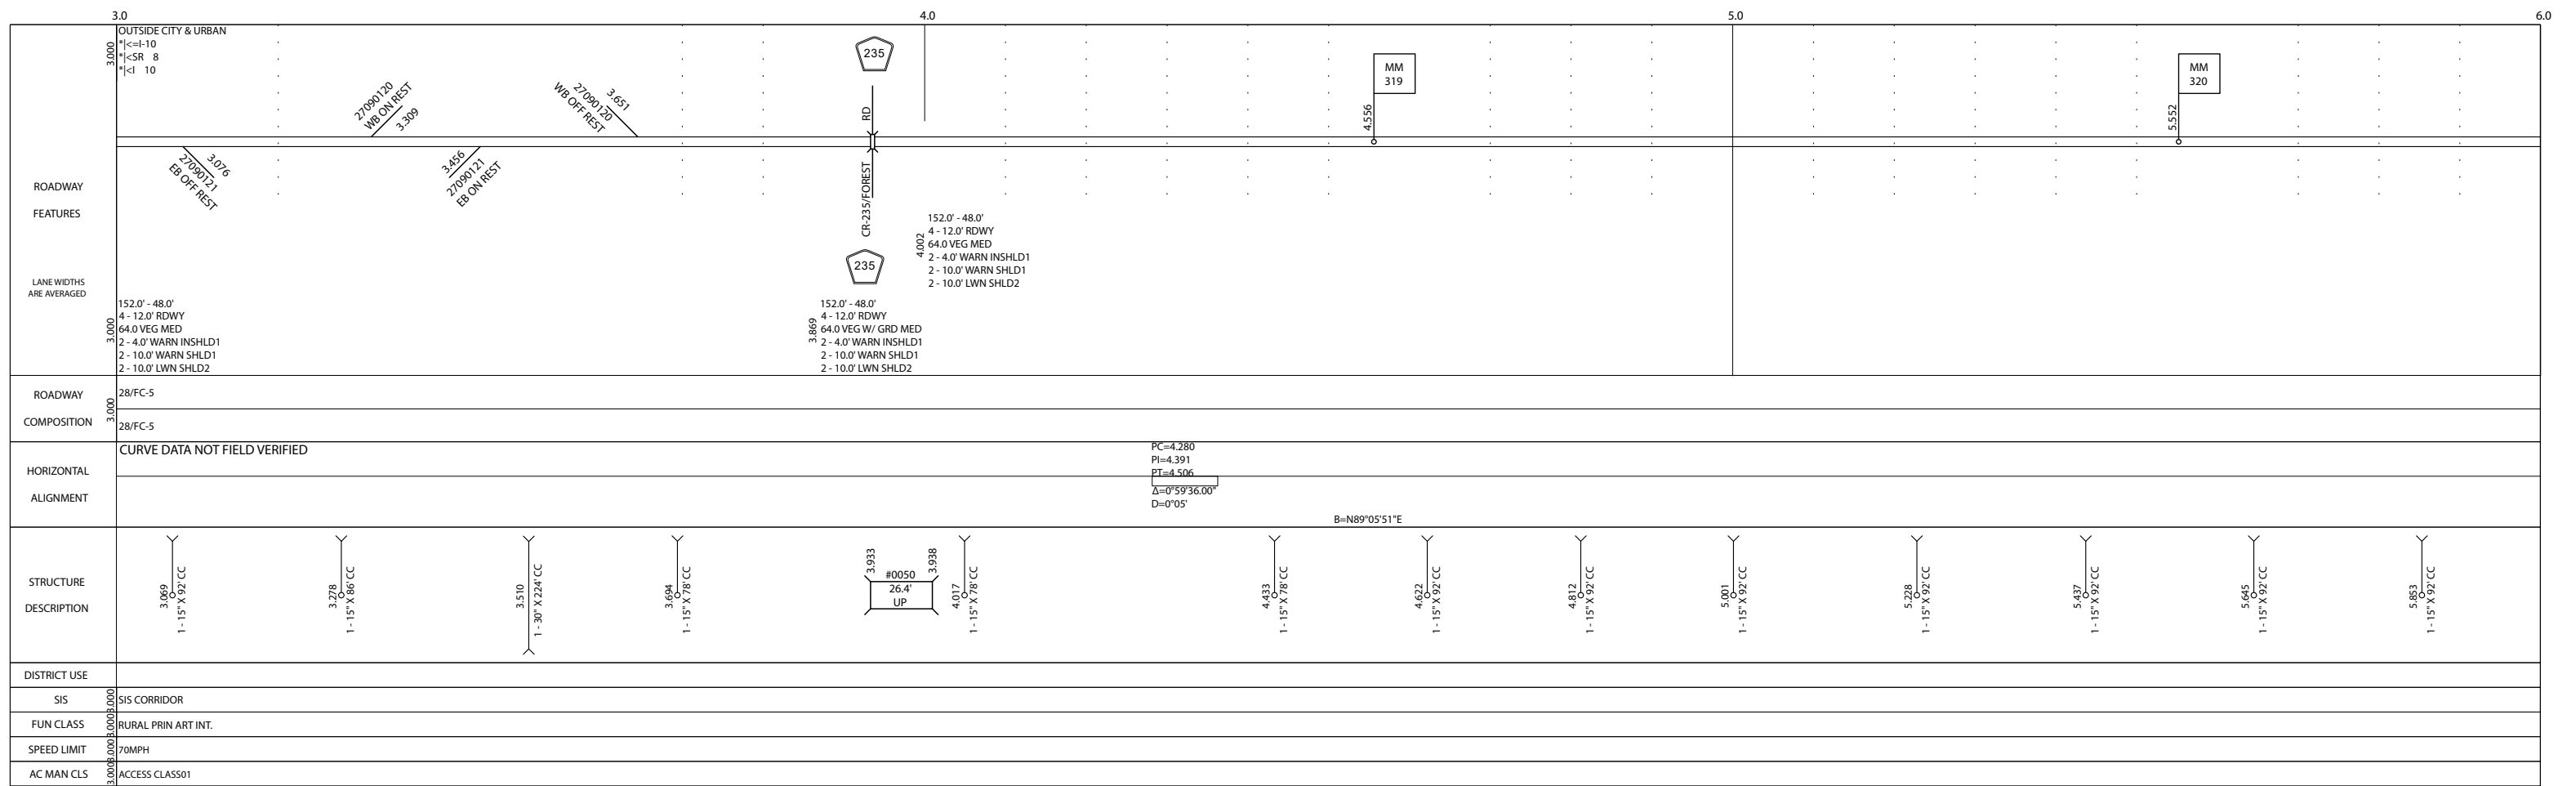 3.0
4.0
5.0
6.0
3.000
OUTSIDE CITY & URBAN
*|<=I-10
*|<SR 8
*|<I 10
27090120
WB ON REST
3.309
3.651
27090120
WB OFF REST
235
RD
MM
319
4.556
MM
320
5.552
3.076
27090121
EB OFF REST
3.456
27090121
EB ON REST
CR-235/FOREST
235
ROADWAY
FEATURES
LANE WIDTHS
ARE AVERAGED
4.002
152.0' - 48.0'
4 - 12.0' RDWY
64.0 VEG MED
2 - 4.0' WARN INSHLD1
2 - 10.0' WARN SHLD1
2 - 10.0' LWN SHLD2
3.000
152.0' - 48.0'
4 - 12.0' RDWY
64.0 VEG MED
2 - 4.0' WARN INSHLD1
2 - 10.0' WARN SHLD1
2 - 10.0' LWN SHLD2
3.869
152.0' - 48.0'
4 - 12.0' RDWY
64.0 VEG W/ GRD MED
2 - 4.0' WARN INSHLD1
2 - 10.0' WARN SHLD1
2 - 10.0' LWN SHLD2
ROADWAY
COMPOSITION
3.000
28/FC-5
28/FC-5
HORIZONTAL
ALIGNMENT
CURVE DATA NOT FIELD VERIFIED
PC=4.280
PI=4.391
PT=4.506
Δ=0°59'36.00"
D=0°05'
B=N89°05'51"E
STRUCTURE
DESCRIPTION
3.069
1 - 15" X 92' CC
3.278
1 - 15" X 86' CC
3.510
1 - 30" X 224' CC
3.694
1 - 15" X 78' CC
3.933
3.938
#0050
26.4'
UP
4.017
1 - 15" X 78' CC
4.433
1 - 15" X 78' CC
4.622
1 - 15" X 92' CC
4.812
1 - 15" X 92' CC
5.001
1 - 15" X 92' CC
5.228
1 - 15" X 92' CC
5.437
1 - 15" X 92' CC
5.645
1 - 15" X 92' CC
5.853
1 - 15" X 92' CC
DISTRICT USE
SIS
3.000
SIS CORRIDOR
FUN CLASS
3.000
RURAL PRIN ART INT.
SPEED LIMIT
3.000
70MPH
AC MAN CLS
3.000
ACCESS CLASS01